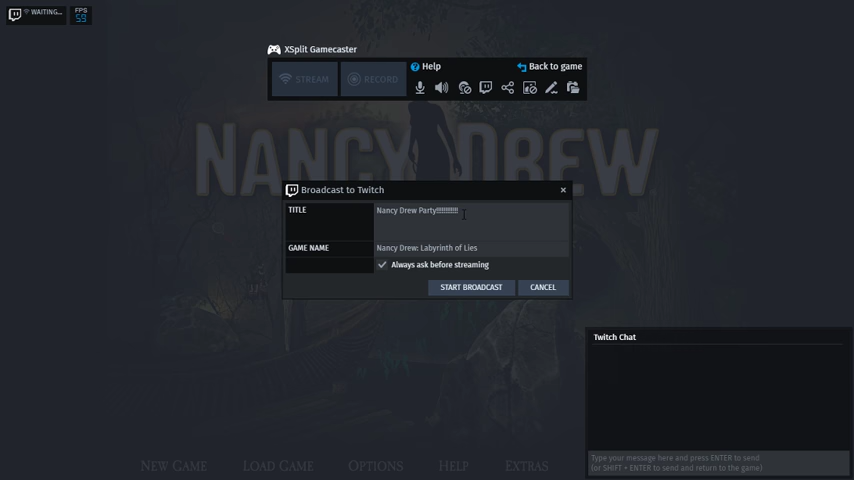 WAITING...
FPS
59
XSplit Gamecaster
STREAM
RECORD
Help
Back to game
NANCY DREW
Broadcast to Twitch
×
TITLE
Nancy Drew Party!!!!!!!!!!!!
GAME NAME
Nancy Drew: Labyrinth of Lies
Always ask before streaming
START BROADCAST
CANCEL
Twitch Chat
Type your message here and press ENTER to send
(or SHIFT + ENTER to send and return to the game)
NEW GAME
LOAD GAME
OPTIONS
HELP
EXTRAS